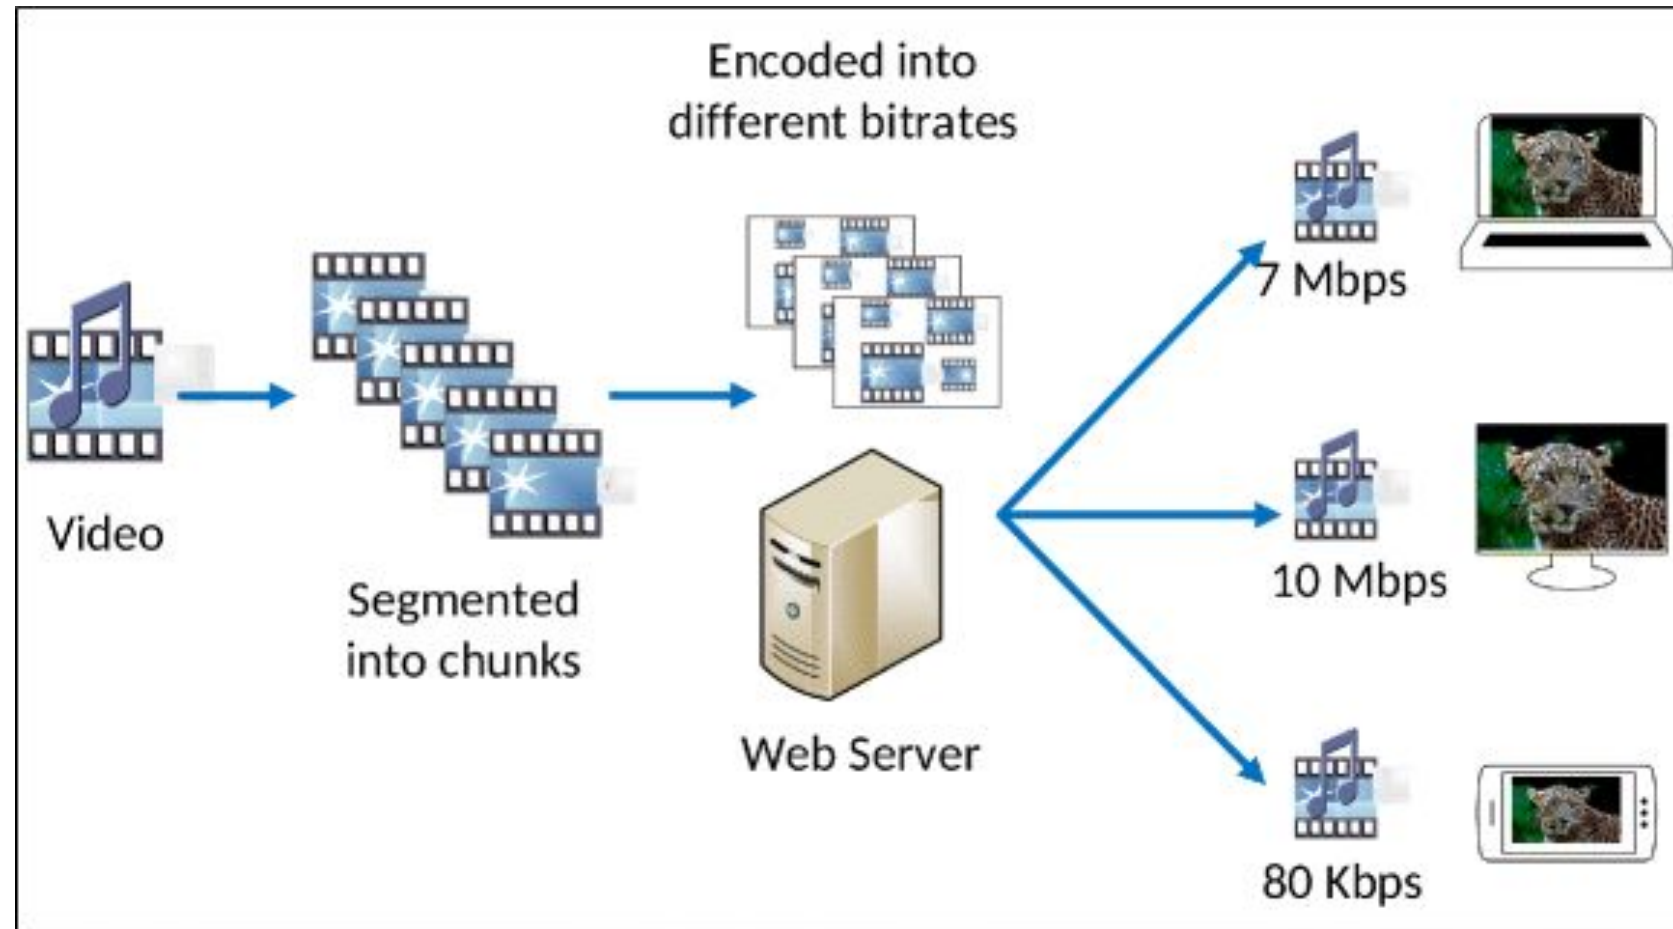 Encoded into
different bitrates
7 Mbps
Video
10 Mbps
Segmented
into chunks
Web Server
80 Kbps